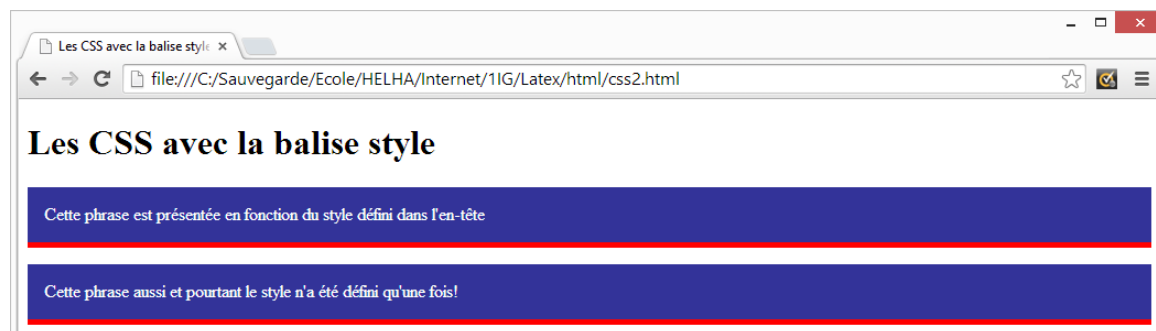 Les CSS avec la balise style
file:///C:/Sauvegarde/Ecole/HELHA/Internet/1IG/Latex/html/css2.html
Les CSS avec la balise style
Cette phrase est présentée en fonction du style défini dans l'en-tête
Cette phrase aussi et pourtant le style n'a été défini qu'une fois!